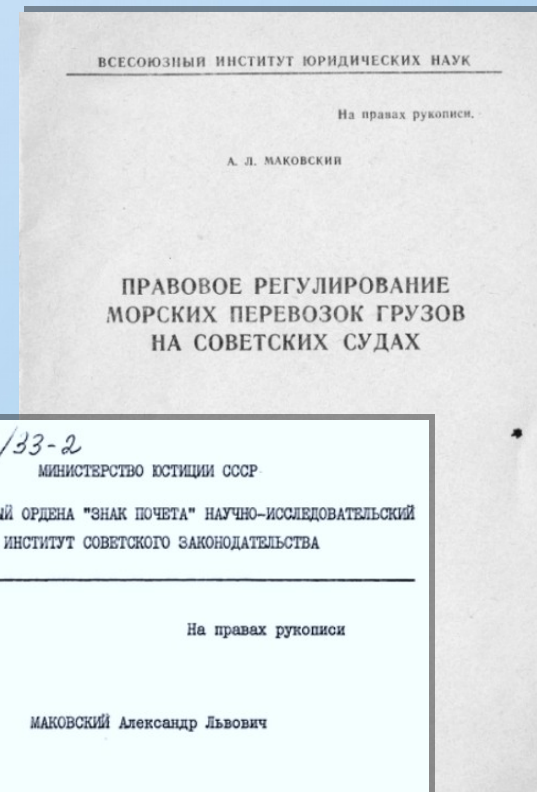 ВСЕСОЮЗНЫЙ ИНСТИТУТ ЮРИДИЧЕСКИХ НАУК
На правах рукописи.
А. Л. МАКОВСКИЙ
ПРАВОВОЕ РЕГУЛИРОВАНИЕ
МОРСКИХ ПЕРЕВОЗОК ГРУЗОВ
НА СОВЕТСКИХ СУДАХ
/33-2
МИНИСТЕРСТВО ЮСТИЦИИ СССР
ЫЙ ОРДЕНА "ЗНАК ПОЧЕТА" НАУЧНО-ИССЛЕДОВАТЕЛЬСКИЙ
ИНСТИТУТ СОВЕТСКОГО ЗАКОНОДАТЕЛЬСТВА
На правах рукописи
МАКОВСКИЙ Александр Львович